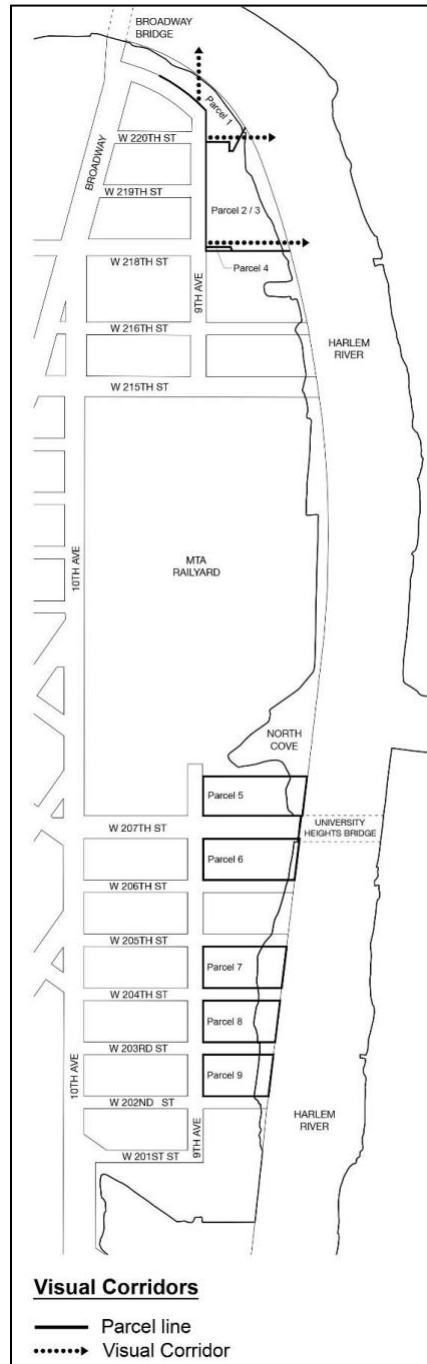 BROADWAY
BRIDGE
Parcel 1
W 220TH ST
BROADWAY
W 219TH ST
Parcel 2 / 3
9TH AVE
W 218TH ST
Parcel 4
W 216TH ST
HARLEM
RIVER
W 215TH ST
10TH AVE
MTA
RAILYARD
NORTH
COVE
Parcel 5
W 207TH ST
UNIVERSITY
HEIGHTS BRIDGE
Parcel 6
W 206TH ST
W 205TH ST
Parcel 7
W 204TH ST
Parcel 8
W 203RD ST
10TH AVE
Parcel 9
W 202ND ST
9TH AVE
HARLEM
RIVER
W 201ST ST
Visual Corridors
Parcel line
Visual Corridor